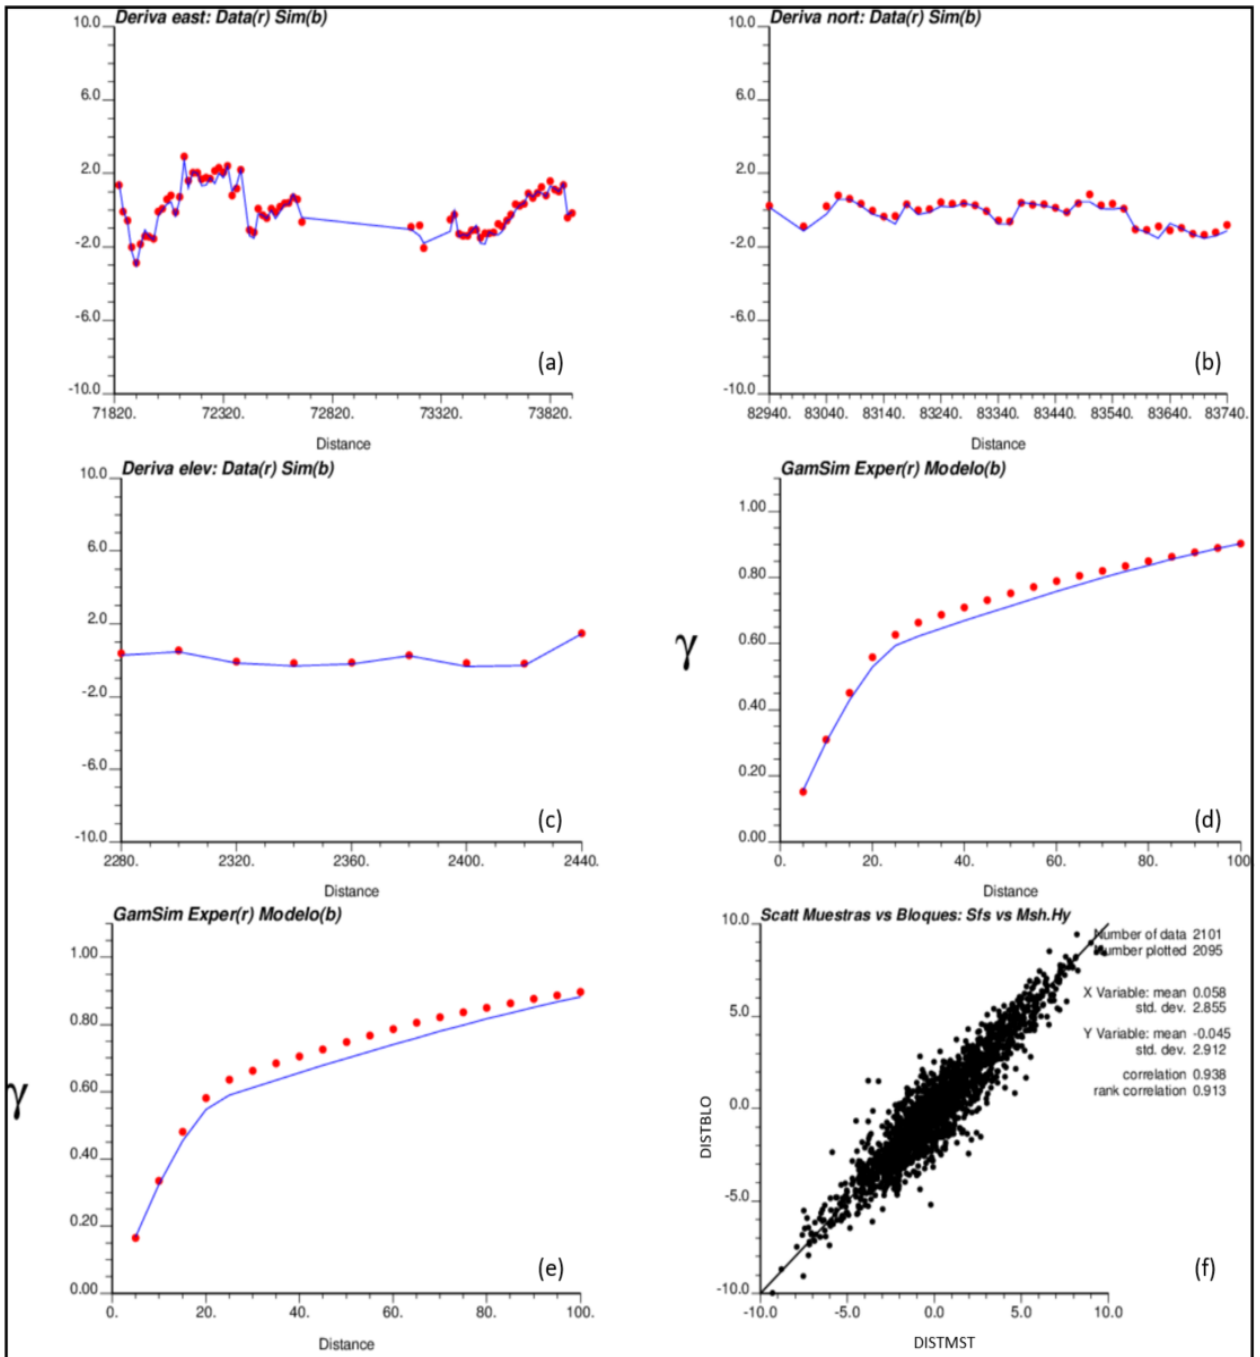 Deriva east: Data(r) Sim(b)
10.0
6.0
2.0
-2.0
-6.0
-10.0
71820. 72320. 72820. 73320. 73820.
Distance
(a)
Deriva nort: Data(r) Sim(b)
10.0
6.0
2.0
-2.0
-6.0
-10.0
82940. 83040. 83140. 83240. 83340. 83440. 83540. 83640. 83740.
Distance
(b)
Deriva elev: Data(r) Sim(b)
10.0
6.0
2.0
-2.0
-6.0
-10.0
2280. 2320. 2360. 2400. 2440.
Distance
(c)
GamSim Exper(r) Modelo(b)
1.00
0.80
0.60
0.40
0.20
0.00
γ
0. 20. 40. 60. 80. 100
Distance
(d)
GamSim Exper(r) Modelo(b)
1.00
0.80
0.60
0.40
0.20
0.00
γ
0. 20. 40. 60. 80. 100.
Distance
(e)
Scatt Muestras vs Bloques: Sfs vs Msh.Hy
10.0
5.0
0.0
-5.0
-10.0
DISTBLO
Number of data 2101
Number plotted 2095
X Variable: mean 0.058
std. dev. 2.855
Y Variable: mean -0.045
std. dev. 2.912
correlation 0.938
rank correlation 0.913
-10.0 -5.0 0.0 5.0 10.0
DISTMST
(f)